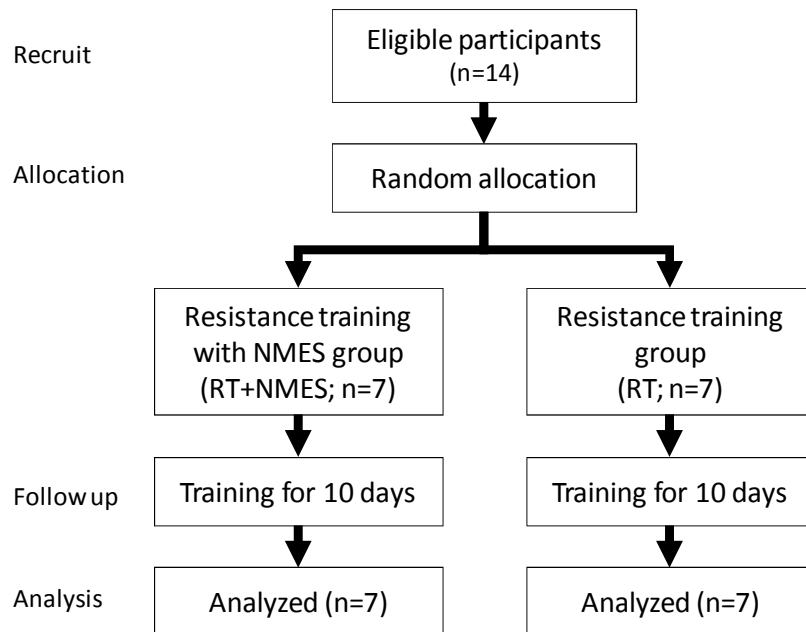 Recruit
Eligible participants
(n=14)
Allocation
Random allocation
Resistance training
with NMES group
(RT+NMES; n=7)
Resistance training
group
(RT; n=7)
Follow up
Training for 10 days
Training for 10 days
Analysis
Analyzed (n=7)
Analyzed (n=7)